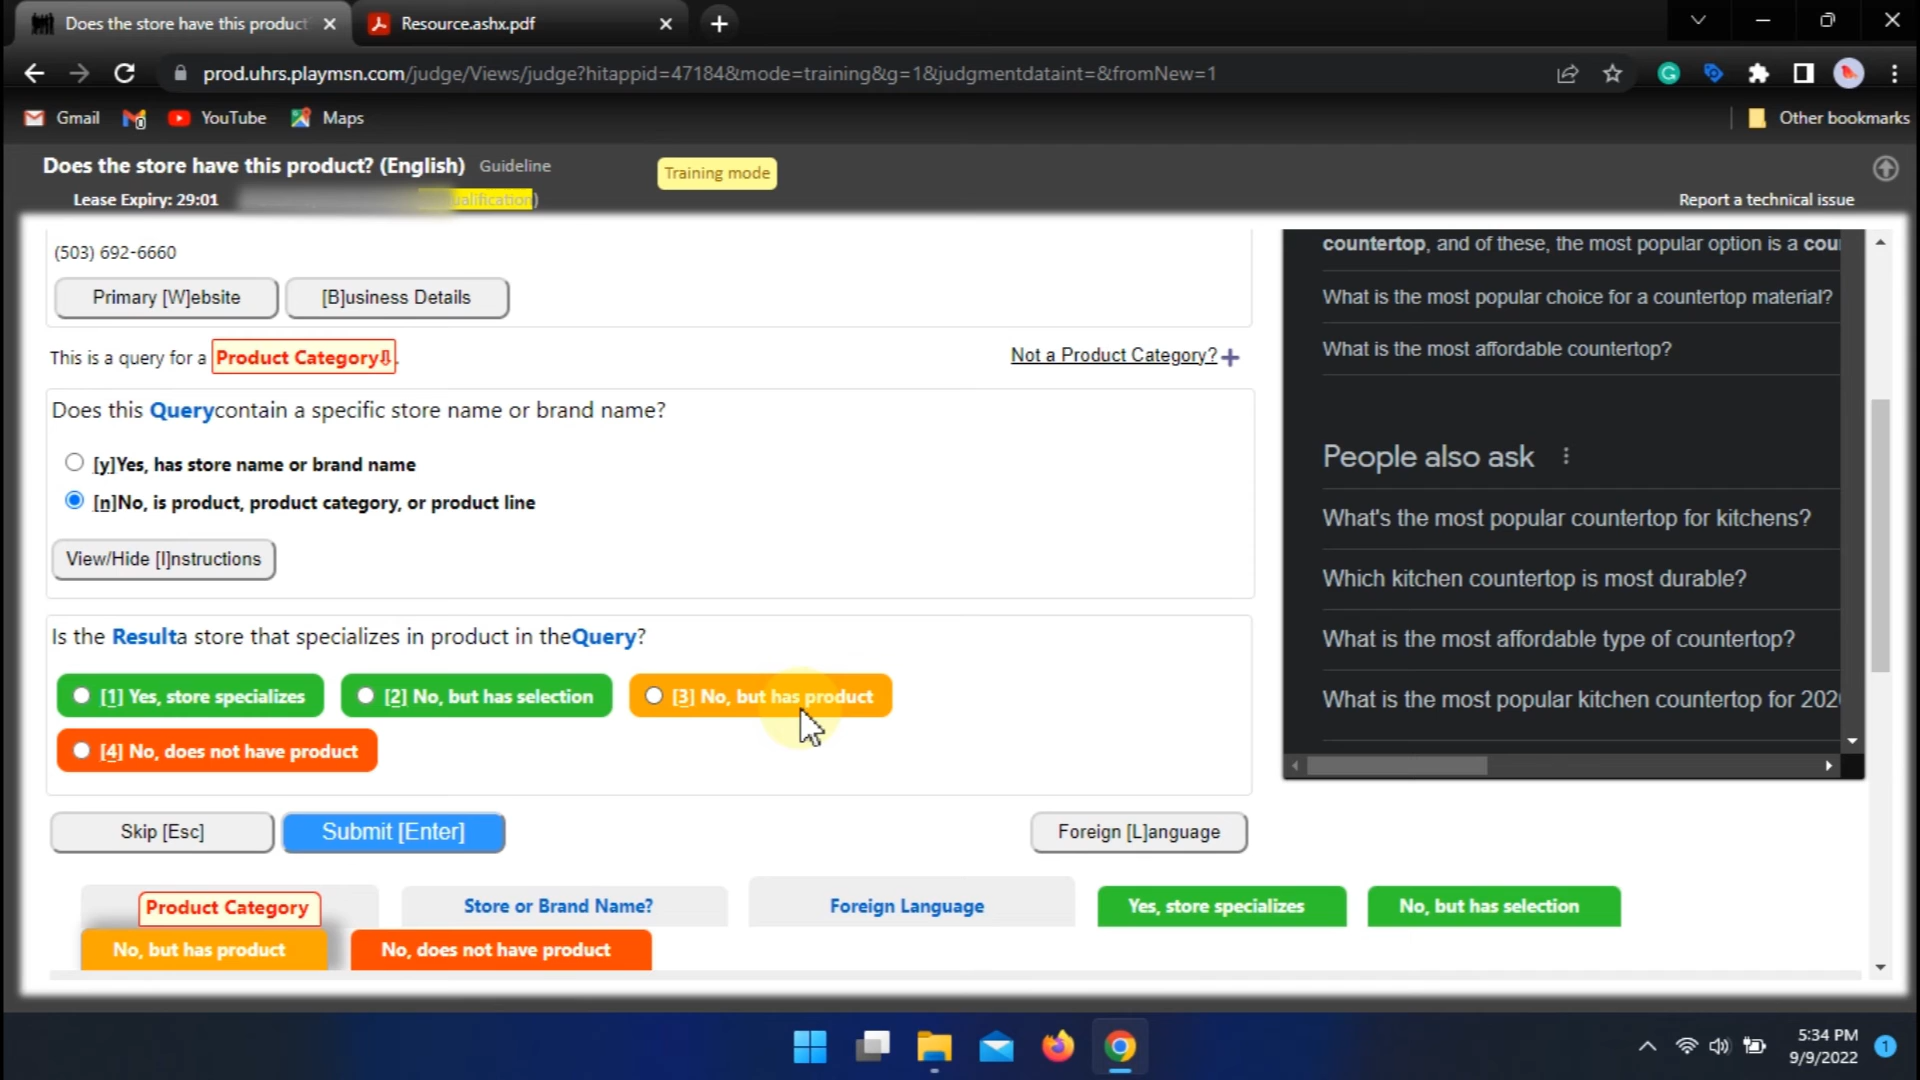 Does the store have this product
Resource.ashx.pdf
prod.uhrs.playmsn.com/judge/Views/judge?hitappid=47184&mode=training&g=1&judgmentdataint=&fromNew=1
Gmail
YouTube
Maps
Other bookmarks
Does the store have this product? (English)
Guideline
Training mode
Lease Expiry: 29:01
ualification)
Report a technical issue
(503) 692-6660
Primary [W]ebsite
[B]usiness Details
This is a query for a Product Category⇩.
Not a Product Category?+
Does this Querycontain a specific store name or brand name?
[y]Yes, has store name or brand name
[n]No, is product, product category, or product line
View/Hide [I]nstructions
Is the Resulta store that specializes in product in theQuery?
[1] Yes, store specializes
[2] No, but has selection
[3] No, but has product
[4] No, does not have product
Skip [Esc]
Submit [Enter]
Foreign [L]anguage
Product Category
Store or Brand Name?
Foreign Language
Yes, store specializes
No, but has selection
No, but has product
No, does not have product
countertop, and of these, the most popular option is a cou
What is the most popular choice for a countertop material?
What is the most affordable countertop?
People also ask
What's the most popular countertop for kitchens?
Which kitchen countertop is most durable?
What is the most affordable type of countertop?
What is the most popular kitchen countertop for 202
5:34 PM
9/9/2022
1